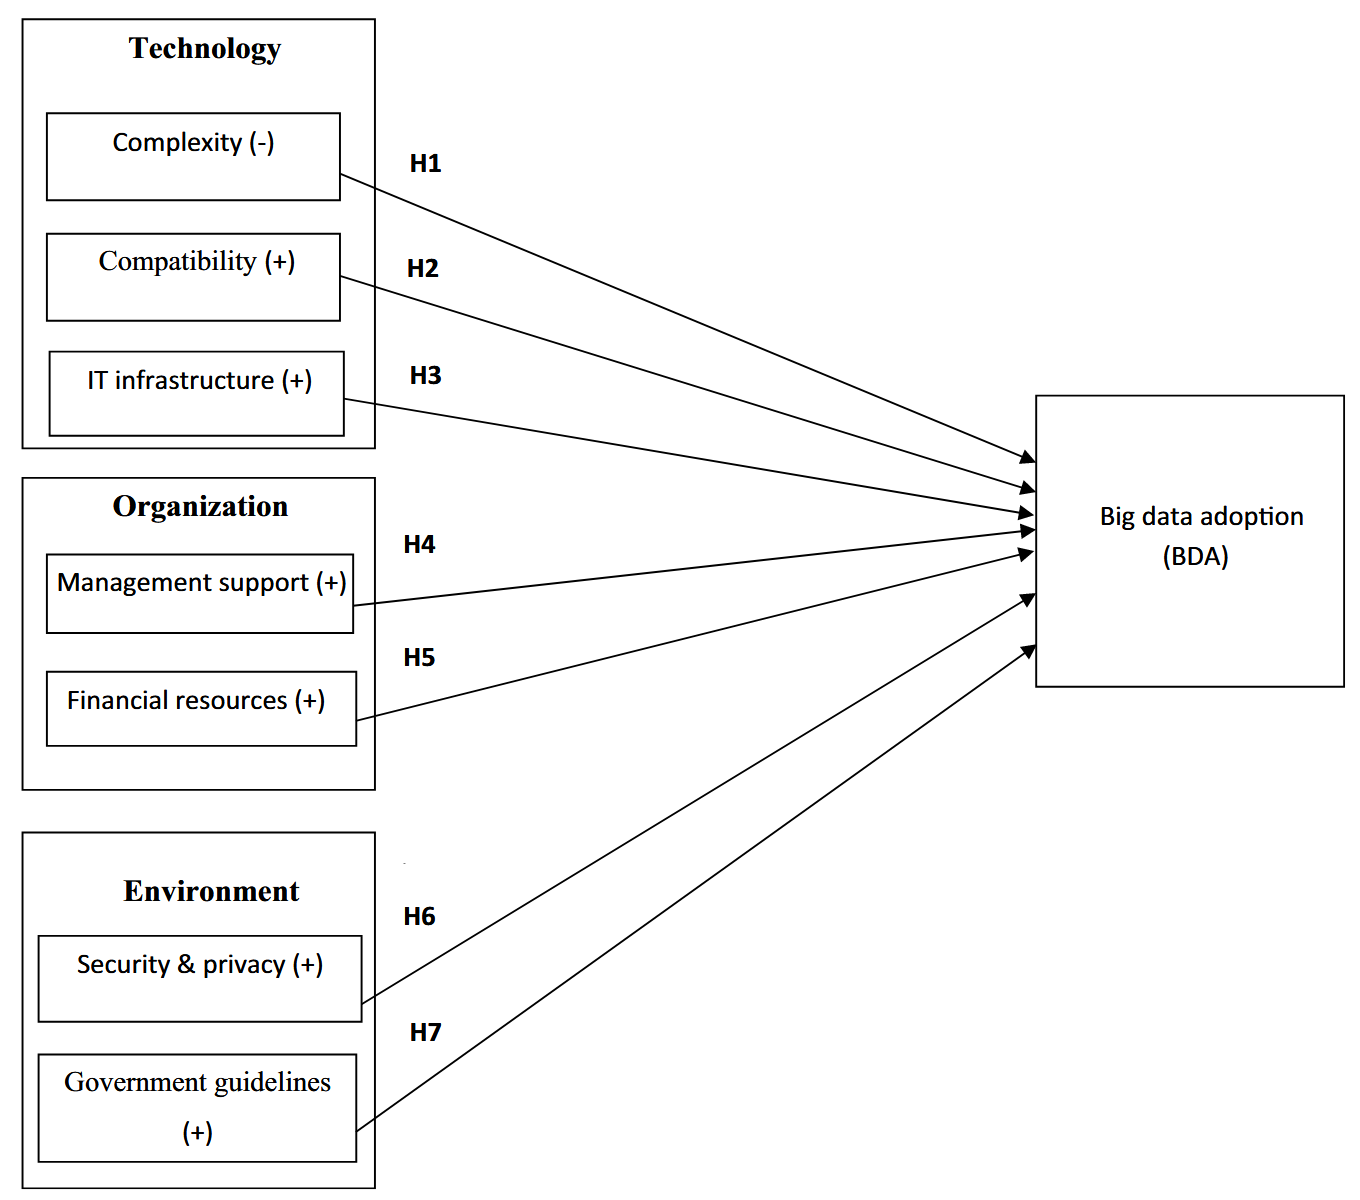 Technology
Complexity (-)
H1
Compatibility (+)
H2
IT infrastructure (+)
H3
Organization
Management support (+)
H4
Financial resources (+)
H5
Environment
Security & privacy (+)
H6
Government guidelines
(+)
H7
Big data adoption
(BDA)